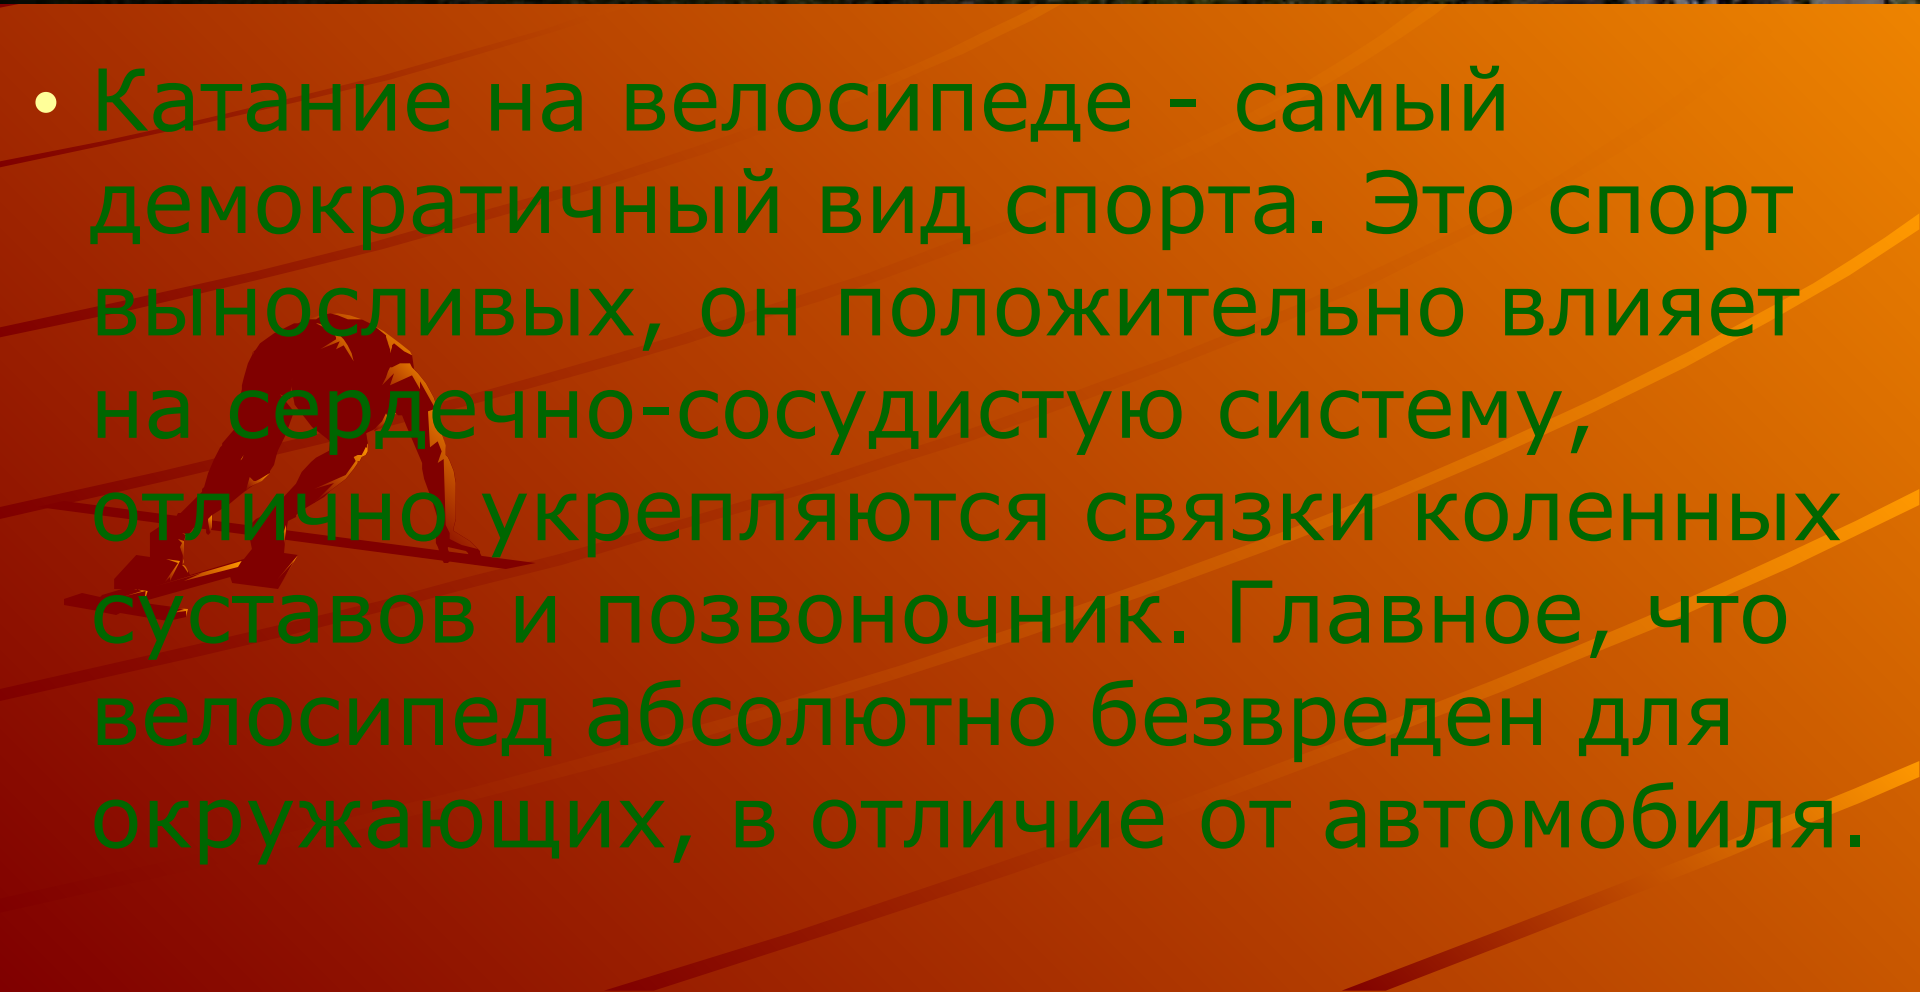 • Катание на велосипеде - самый
демократичный вид спорта. Это спорт
выносливых, он положительно влияет
на сердечно-сосудистую систему,
отлично укрепляются связки коленных
суставов и позвоночник. Главное, что
велосипед абсолютно безвреден для
окружающих, в отличие от автомобиля.